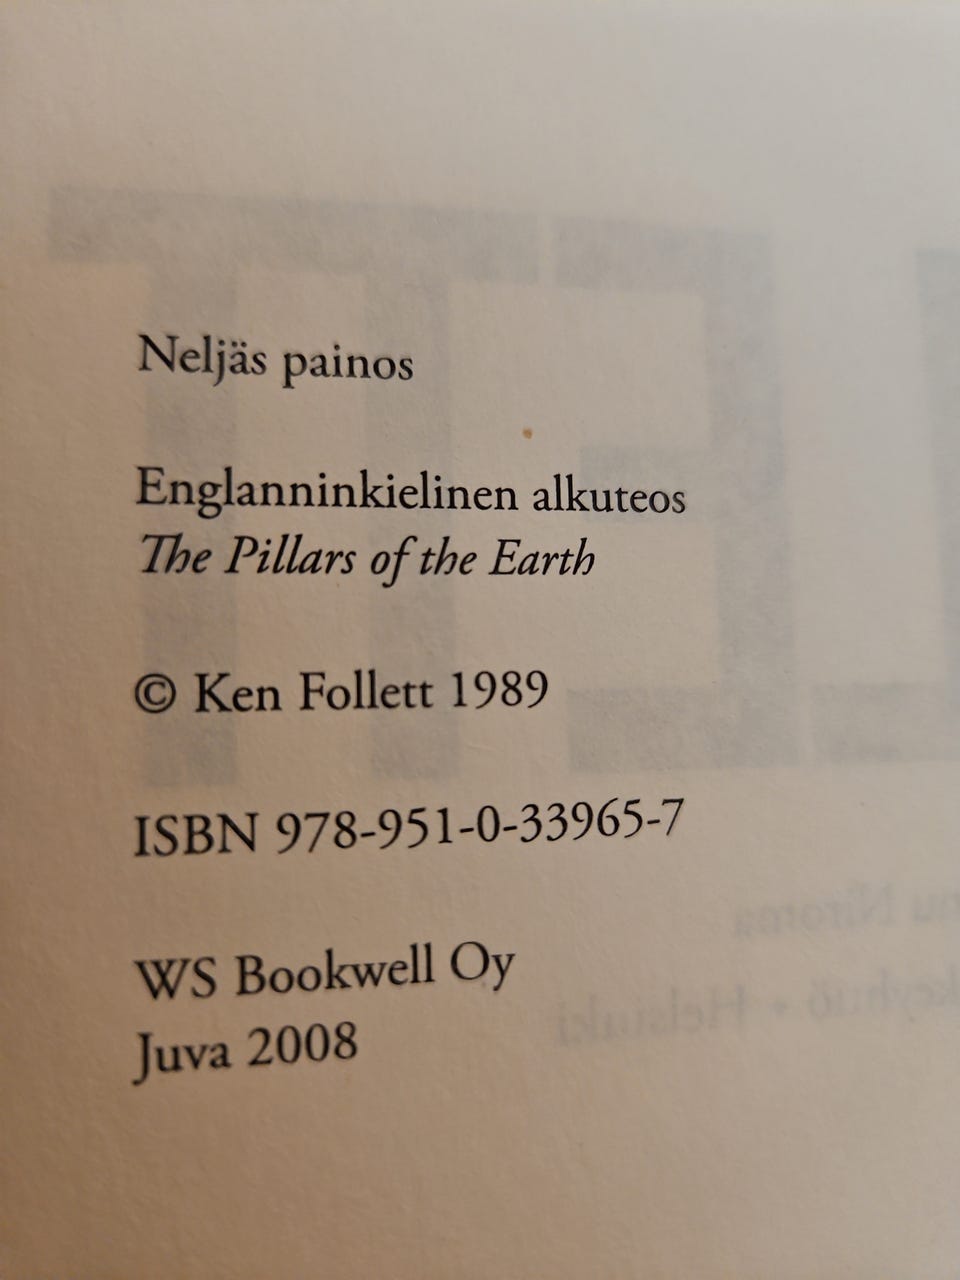 Neljäs painos
Englanninkielinen alkuteos
The Pillars of the Earth
© Ken Follett 1989
ISBN 978-951-0-33965-7
WS Bookwell Oy
Juva 2008